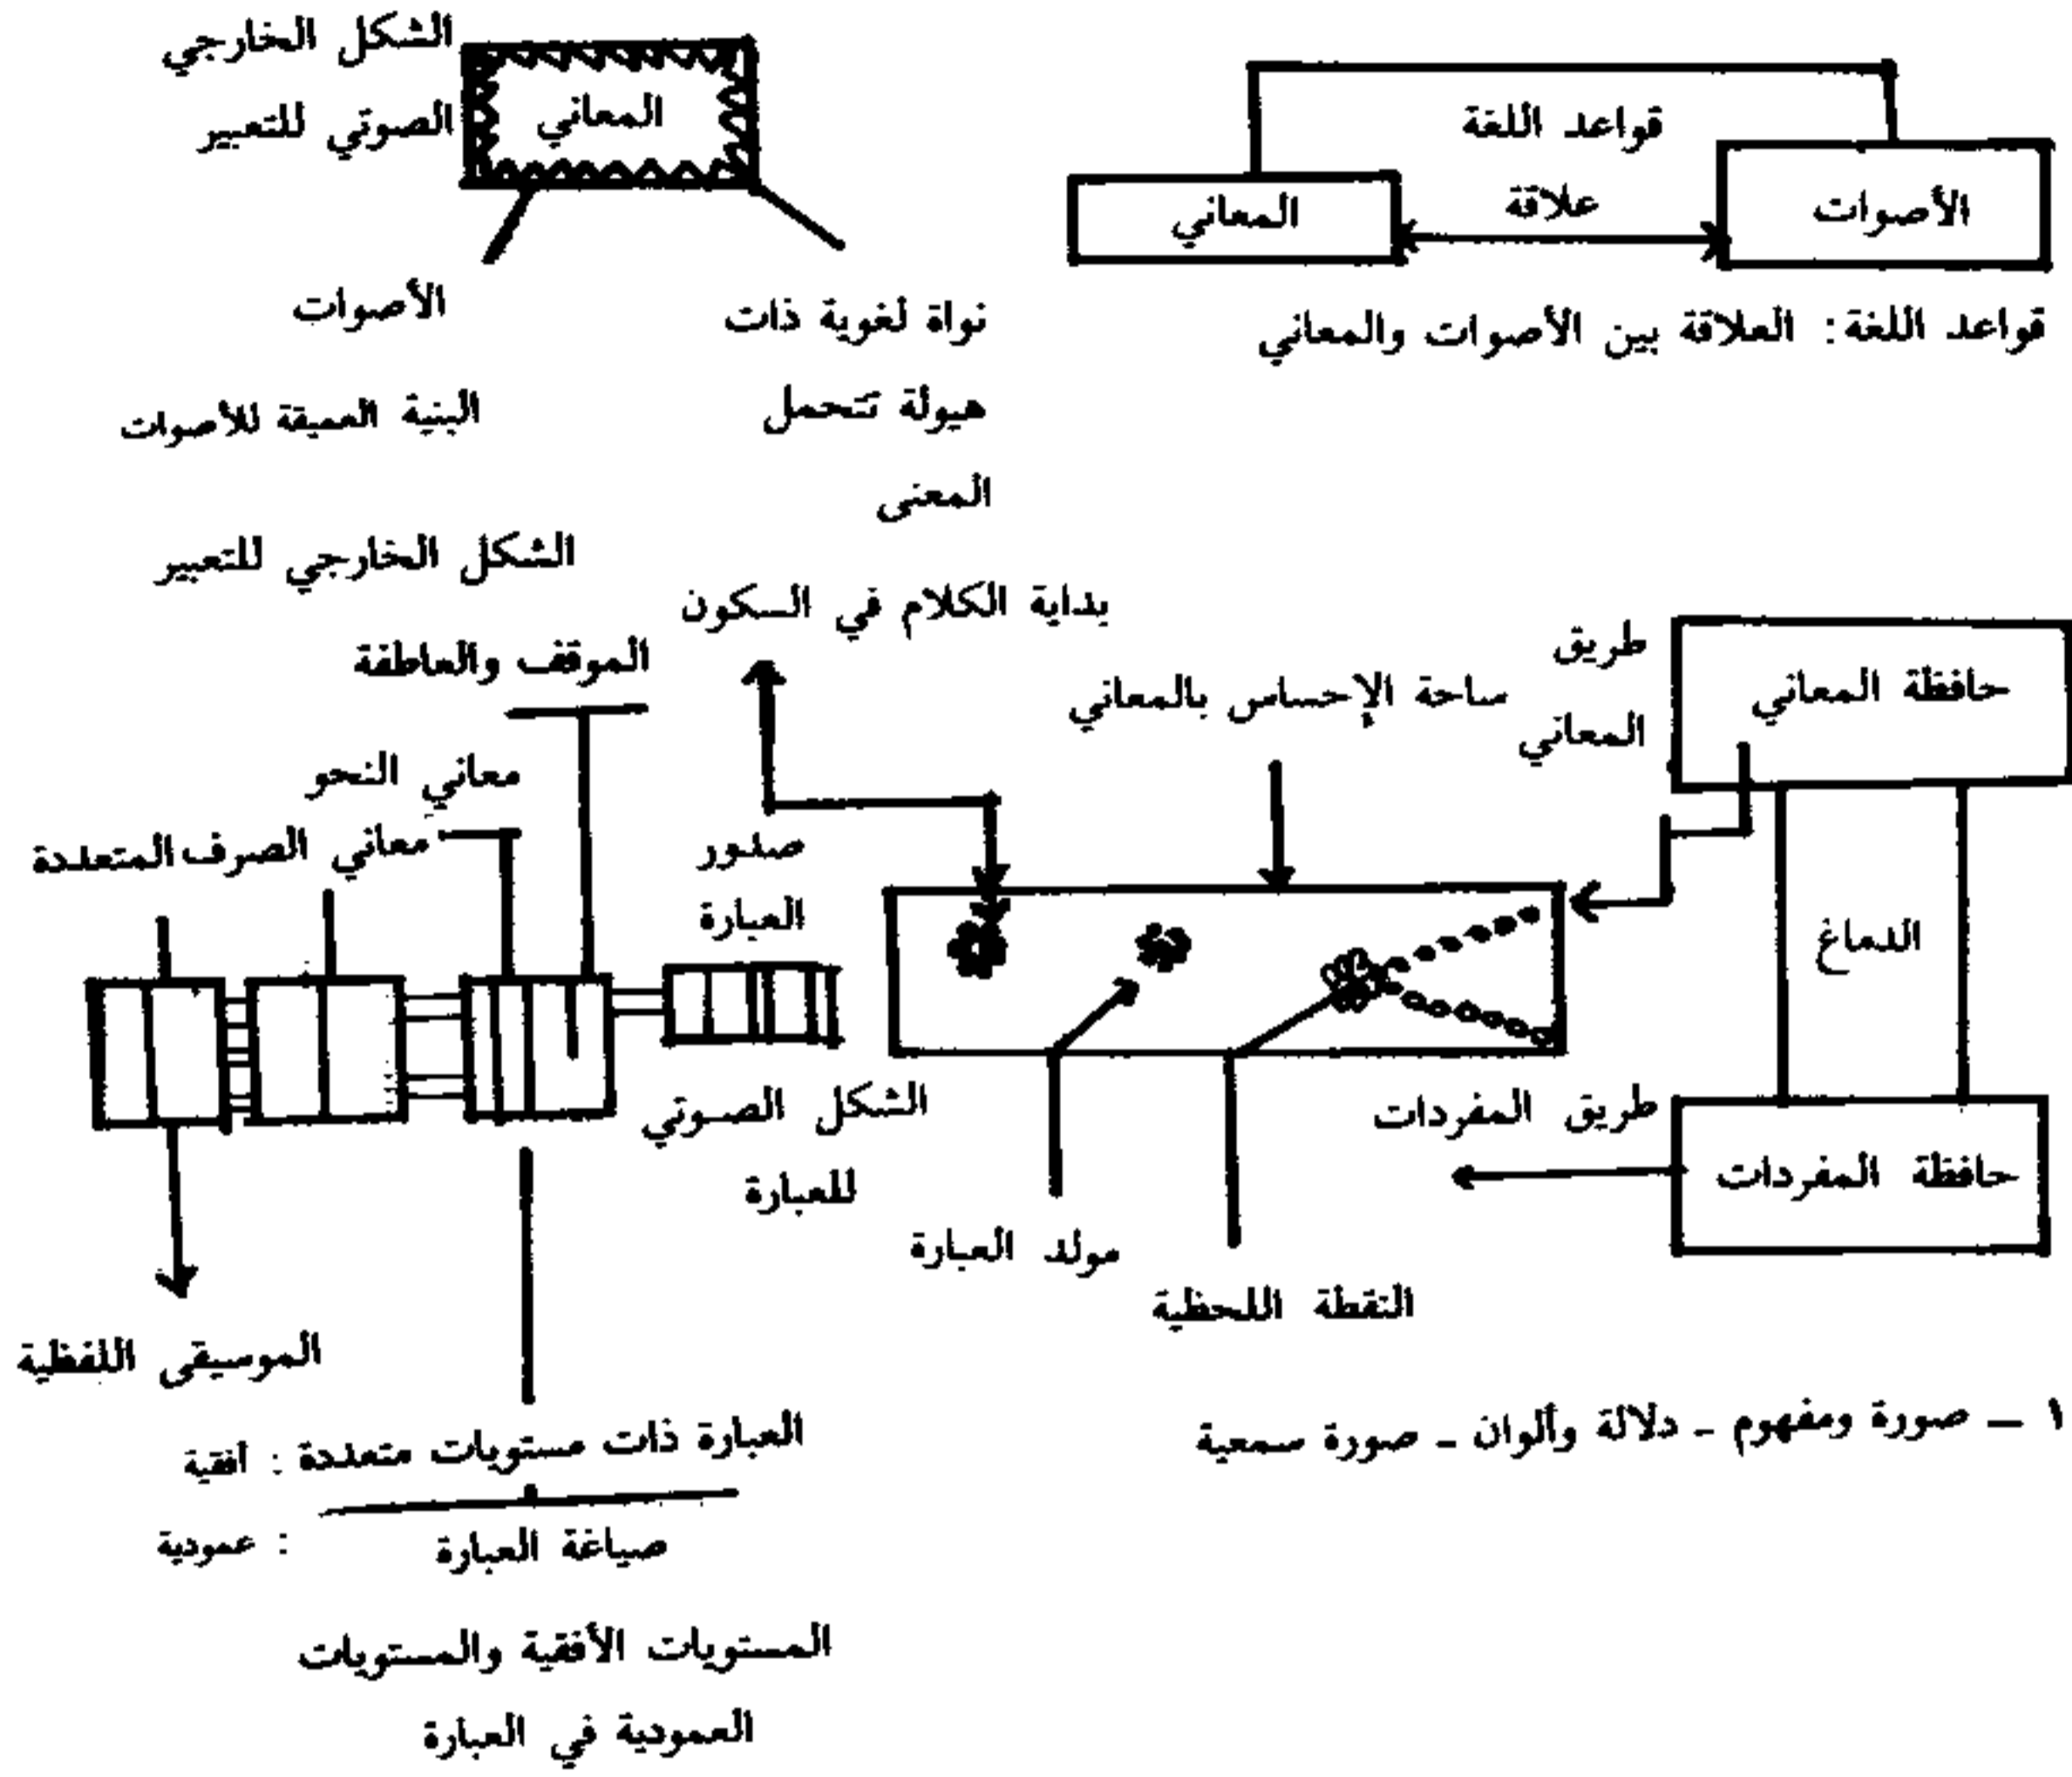 قواعد اللغة
علاقة
الأصوات
المعاني
قواعد اللغة : العلاقة بين الأصوات والمعاني
الشكل الخارجي
الصوتي للتعبير
المعاني
نواة لغوية ذات
هيولة تتحمل
المعنى
الأصوات
البنية العميقة للأصوات
الشكل الخارجي للتعبير
حافظة المعاني
طريق
المعاني
الدماغ
حافظة المفردات
طريق المفردات
ساحة الإحساس بالمعاني
بداية الكلام في السكون
النقطة اللحظية
مولد العبارة
صدور
العبارة
الشكل الصوتي
للعبارة
الموقف والعاطفة
معاني النحو
معاني الصرف المتعددة
الموسيقى اللفظية
العبارة ذات مستويات متعددة : أفقية
صياغة العبارة : عمودية
المستويات الأفقية والمستويات
العمودية في العبارة
١ ــ صورة ومفهوم ـ دلالة وألوان ـ صورة سمعية